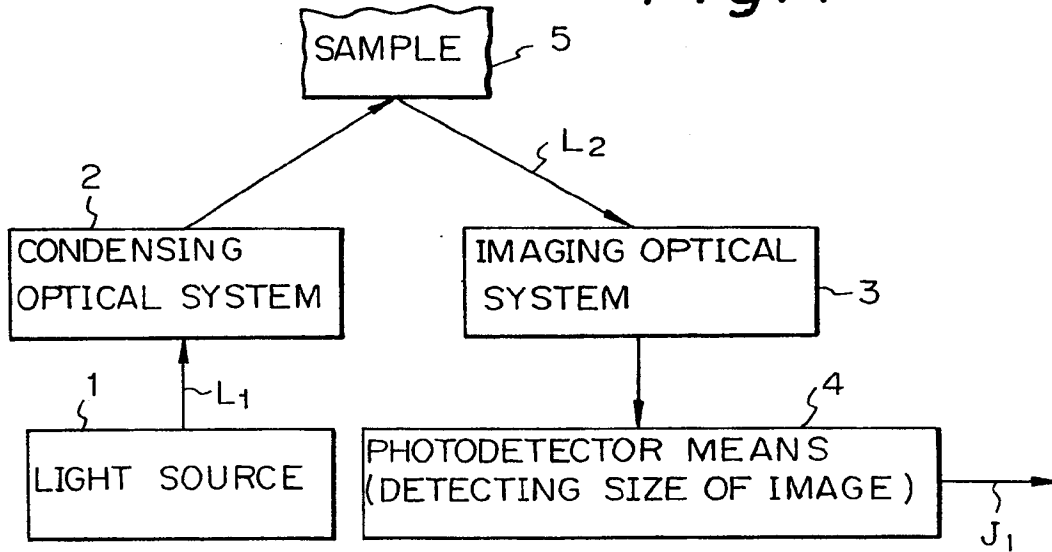 SAMPLE
5
L2
2
CONDENSING
OPTICAL SYSTEM
IMAGING OPTICAL
SYSTEM
3
1
L1
4
LIGHT SOURCE
PHOTODETECTOR MEANS
(DETECTING SIZE OF IMAGE)
J1